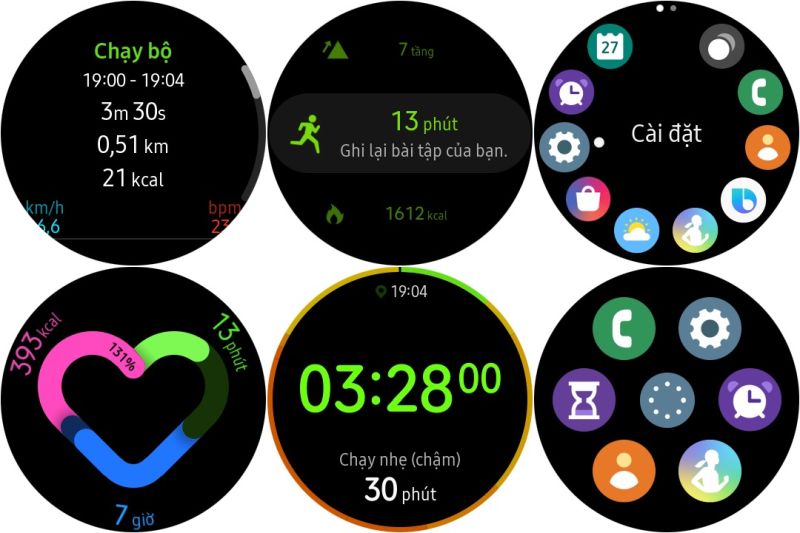 Chạy bộ
19:00 - 19:04
3m 30s
0,51 km
21 kcal
km/h
bpm
6,6
7 tầng
13 phút
Ghi lại bài tập của bạn.
1612 kcal
27
Cài đặt
393 kcal
131%
13 phút
7 giờ
19:04
03:28 00
Chạy nhẹ (chậm)
30 phút